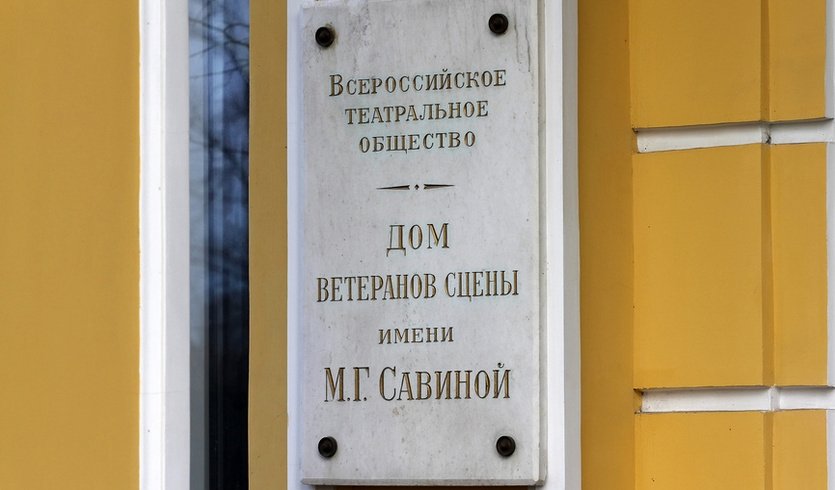 Всероссийское
театральное
общество
Дом
ветеранов сцены
имени
М.Г. Савиной